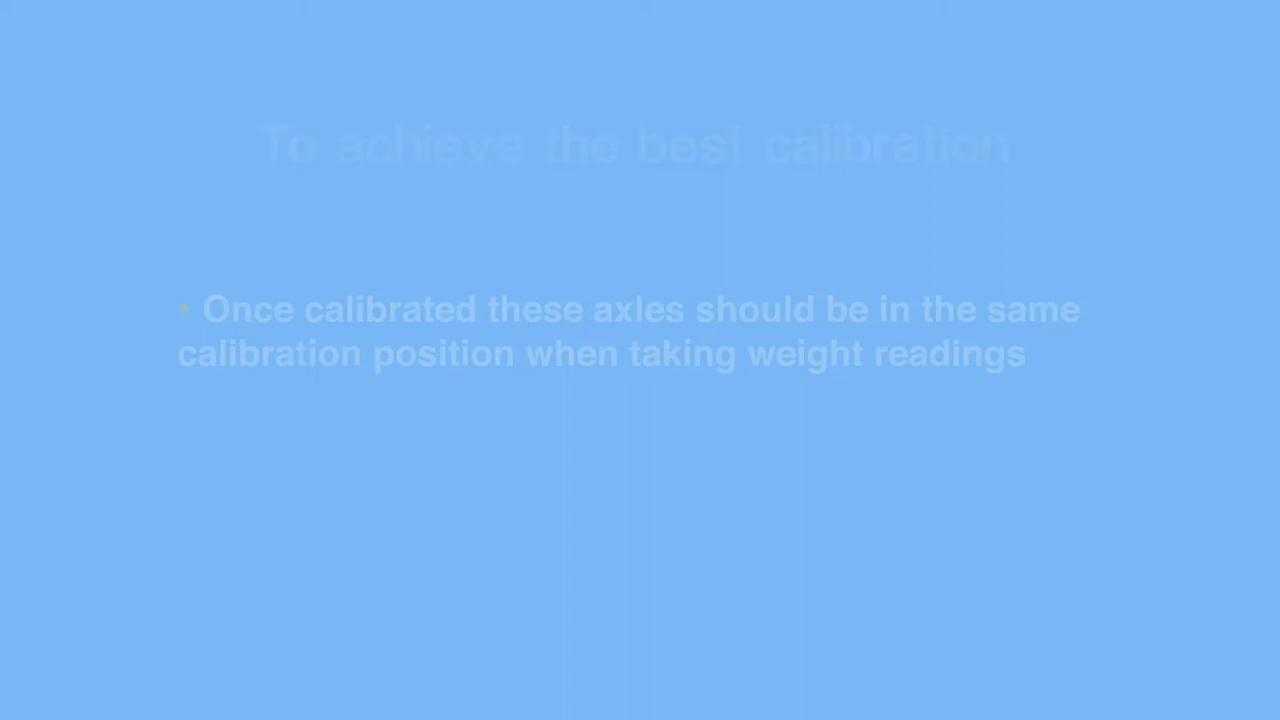 To achieve the best calibration
• Once calibrated these axles should be in the same
calibration position when taking weight readings